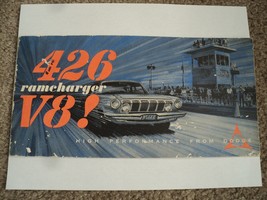 426
ramcharger
V8!
HIGH PERFORMANCE FROM DODGE